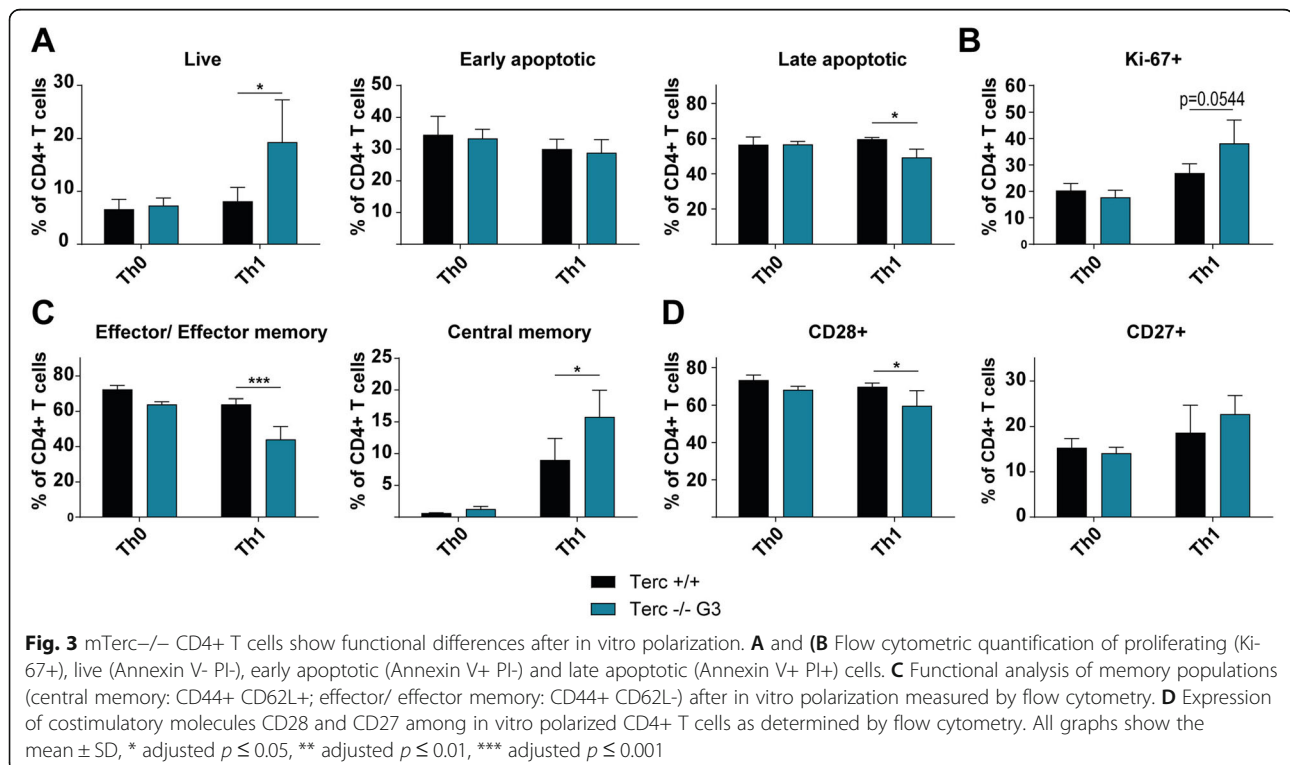 A
B
Live
Early apoptotic
Late apoptotic
Ki-67+
% of CD4+ T cells
30
20
10
0
*
Th0
Th1
% of CD4+ T cells
50
40
30
20
10
Th0
Th1
% of CD4+ T cells
80
60
40
20
*
Th0
Th1
% of CD4+ T cells
60
50
40
30
20
10
0
p=0.0544
Th0
Th1
C
D
Effector/ Effector memory
Central memory
CD28+
CD27+
% of CD4+ T cells
80
60
40
20
0
***
Th0
Th1
% of CD4+ T cells
25
20
15
10
5
*
Th0
Th1
% of CD4+ T cells
80
60
40
20
0
*
Th0
Th1
% of CD4+ T cells
30
20
10
0
Th0
Th1
Terc +/+
Terc -/- G3
Fig. 3 mTerc−/− CD4+ T cells show functional differences after in vitro polarization. A and (B Flow cytometric quantification of proliferating (Ki-
67+), live (Annexin V- PI-), early apoptotic (Annexin V+ PI-) and late apoptotic (Annexin V+ PI+) cells. C Functional analysis of memory populations
(central memory: CD44+ CD62L+; effector/ effector memory: CD44+ CD62L-) after in vitro polarization measured by flow cytometry. D Expression
of costimulatory molecules CD28 and CD27 among in vitro polarized CD4+ T cells as determined by flow cytometry. All graphs show the
mean ± SD, * adjusted p ≤ 0.05, ** adjusted p ≤ 0.01, *** adjusted p ≤ 0.001